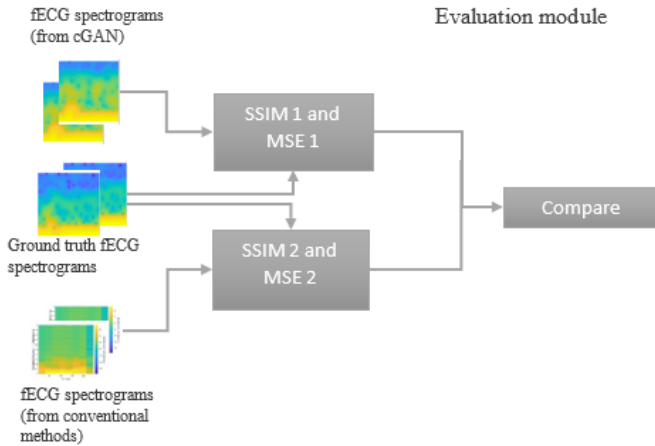 fECG spectrograms
(from cGAN)
Evaluation module
SSIM 1 and
MSE 1
Ground truth fECG
spectrograms
SSIM 2 and
MSE 2
Compare
fECG spectrograms
(from conventional
methods)